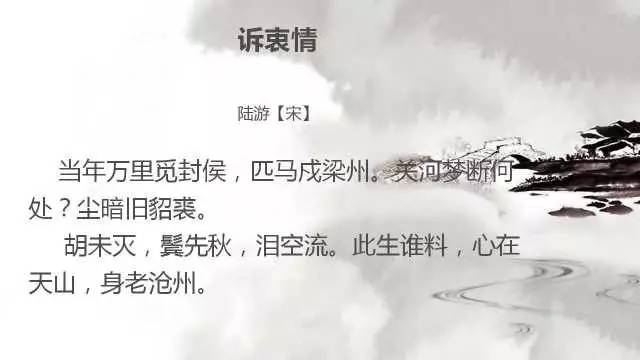 诉衷情
陆游【宋】
当年万里觅封侯，匹马戍梁州。关河梦断何
处？尘暗旧貂裘。
胡未灭，鬓先秋，泪空流。此生谁料，心在
天山，身老沧州。